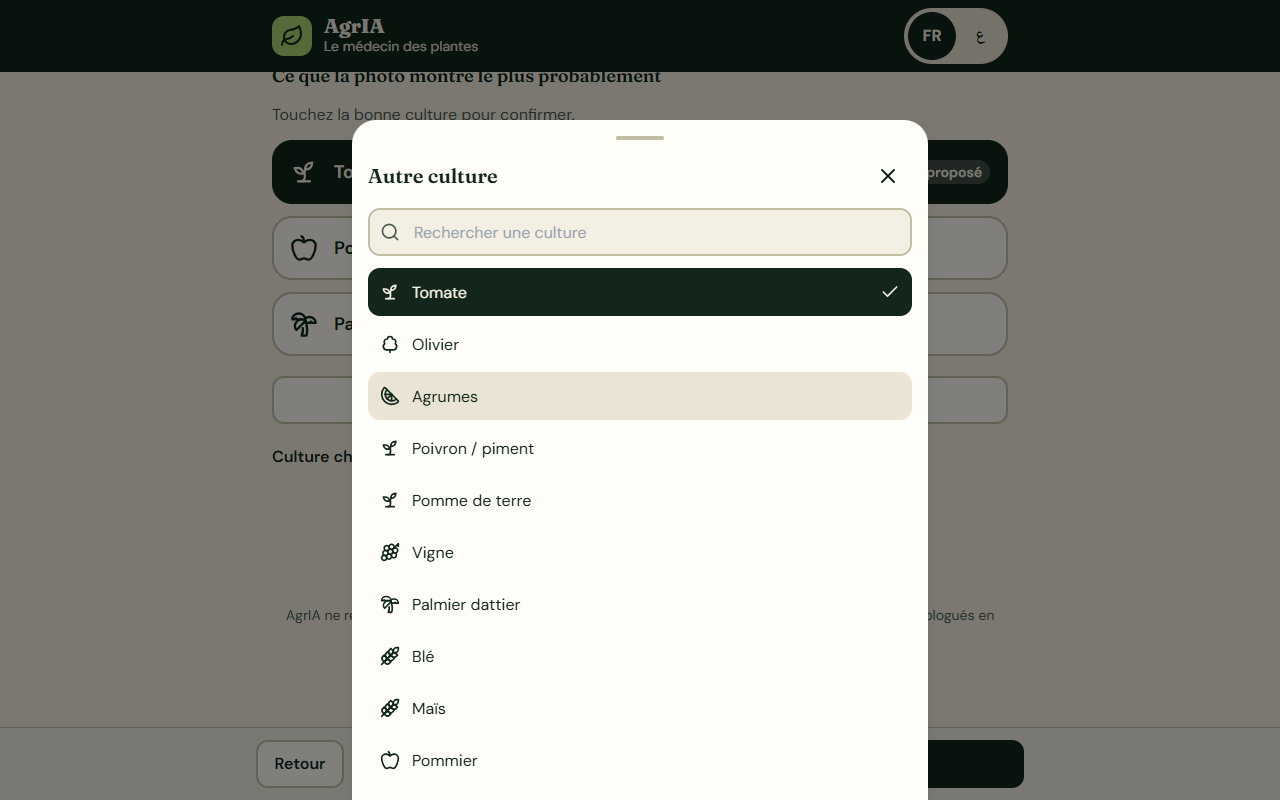 AgrIA
Le médecin des plantes
FR ع
Ce que la photo montre le plus probablement
Touchez la bonne culture pour confirmer.
proposé
Autre culture
Rechercher une culture
Tomate
Olivier
Agrumes
Poivron / piment
Pomme de terre
Vigne
Palmier dattier
Blé
Maïs
Pommier
Culture
AgrIA ne
en
Retour